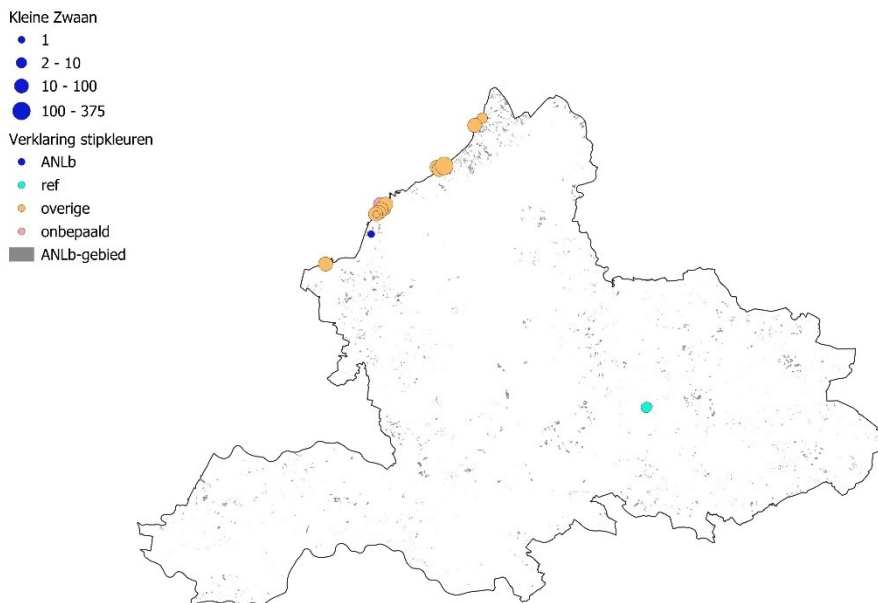 Kleine Zwaan
1
2 - 10
10 - 100
100 - 375
Verklaring stipkleuren
ANLb
ref
overige
onbepaald
ANLb-gebied